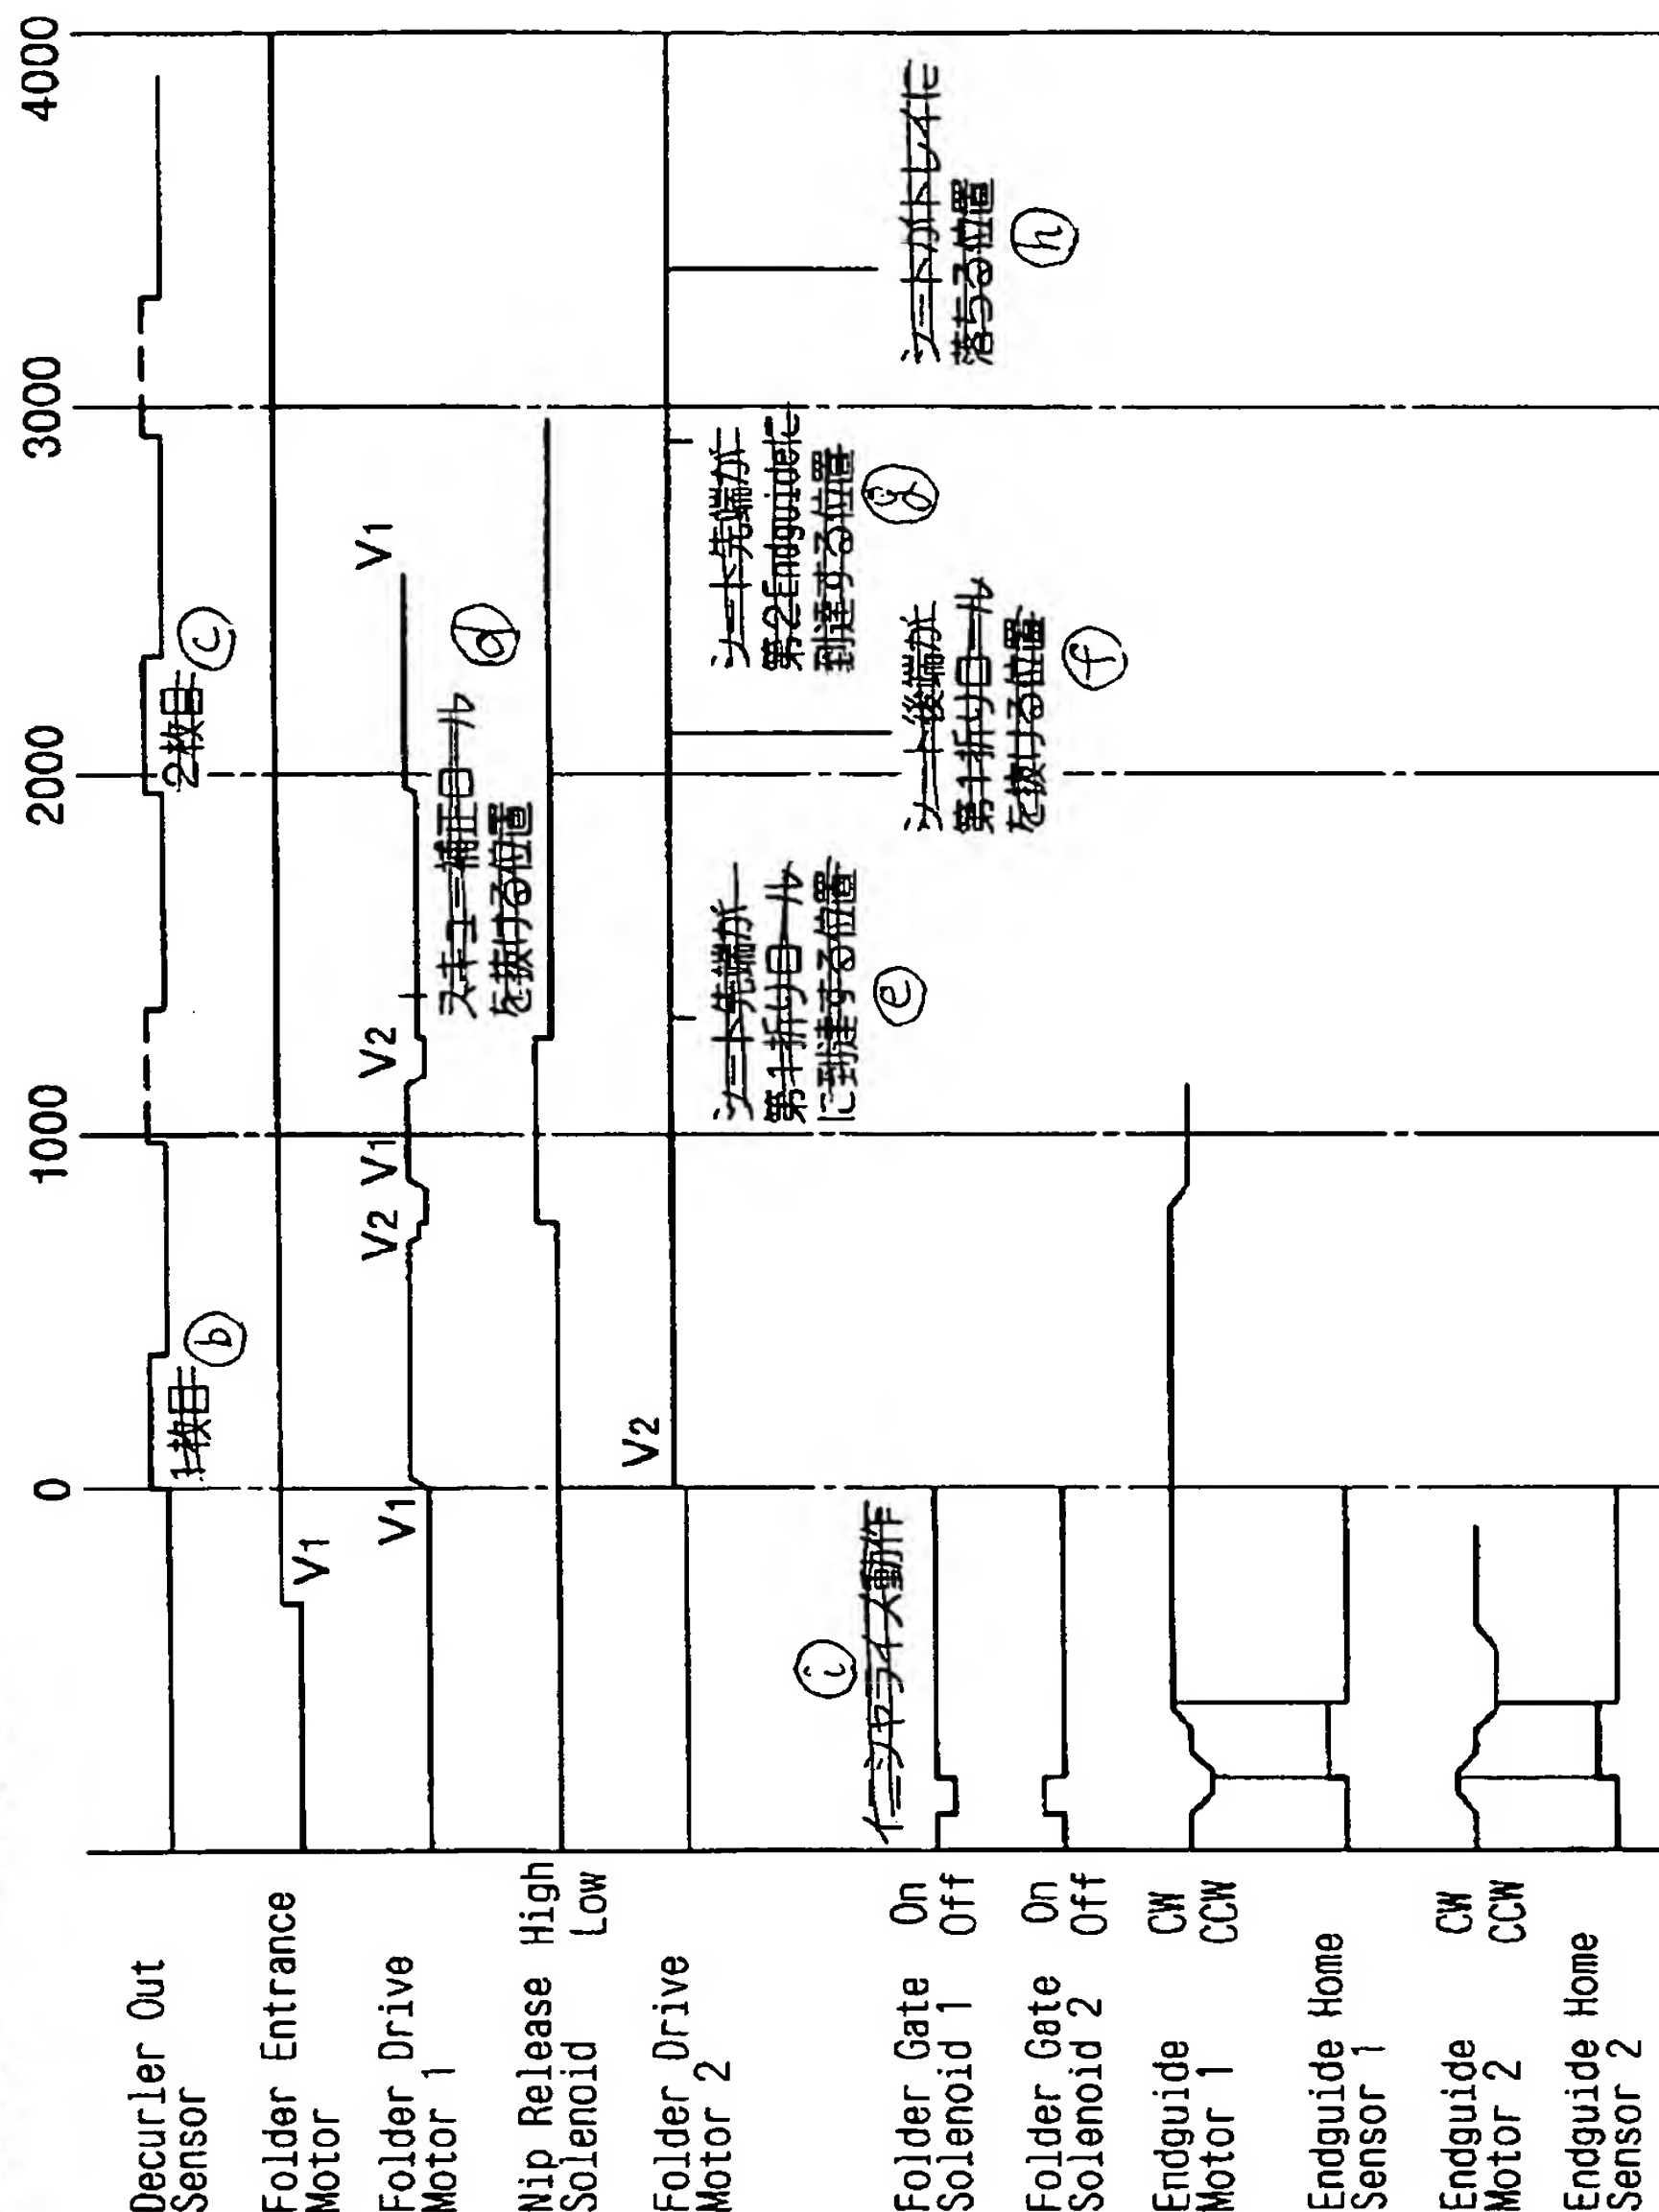 0
1000
2000
3000
4000
Decurler Out
Sensor
1枚目
b
2枚目
c
Folder Entrance
Motor
V1
Folder Drive
Motor 1
V1
V2
V1
V2
V1
スキュー補正ロール
を抜ける位置
d
Nip Release
Solenoid
High
Low
Folder Drive
Motor 2
V2
シート先端が
第1折りロール
に到達する位置
e
シート後端が
第1折りロール
を抜ける位置
f
シート先端が
第2Endguideに
到達する位置
g
シートがトレイに
落ちる位置
h
i
イニシャライズ動作
Folder Gate
Solenoid 1
On
Off
Folder Gate
Solenoid 2
On
Off
Endguide
Motor 1
CW
CCW
Endguide Home
Sensor 1
Endguide
Motor 2
CW
CCW
Endguide Home
Sensor 2